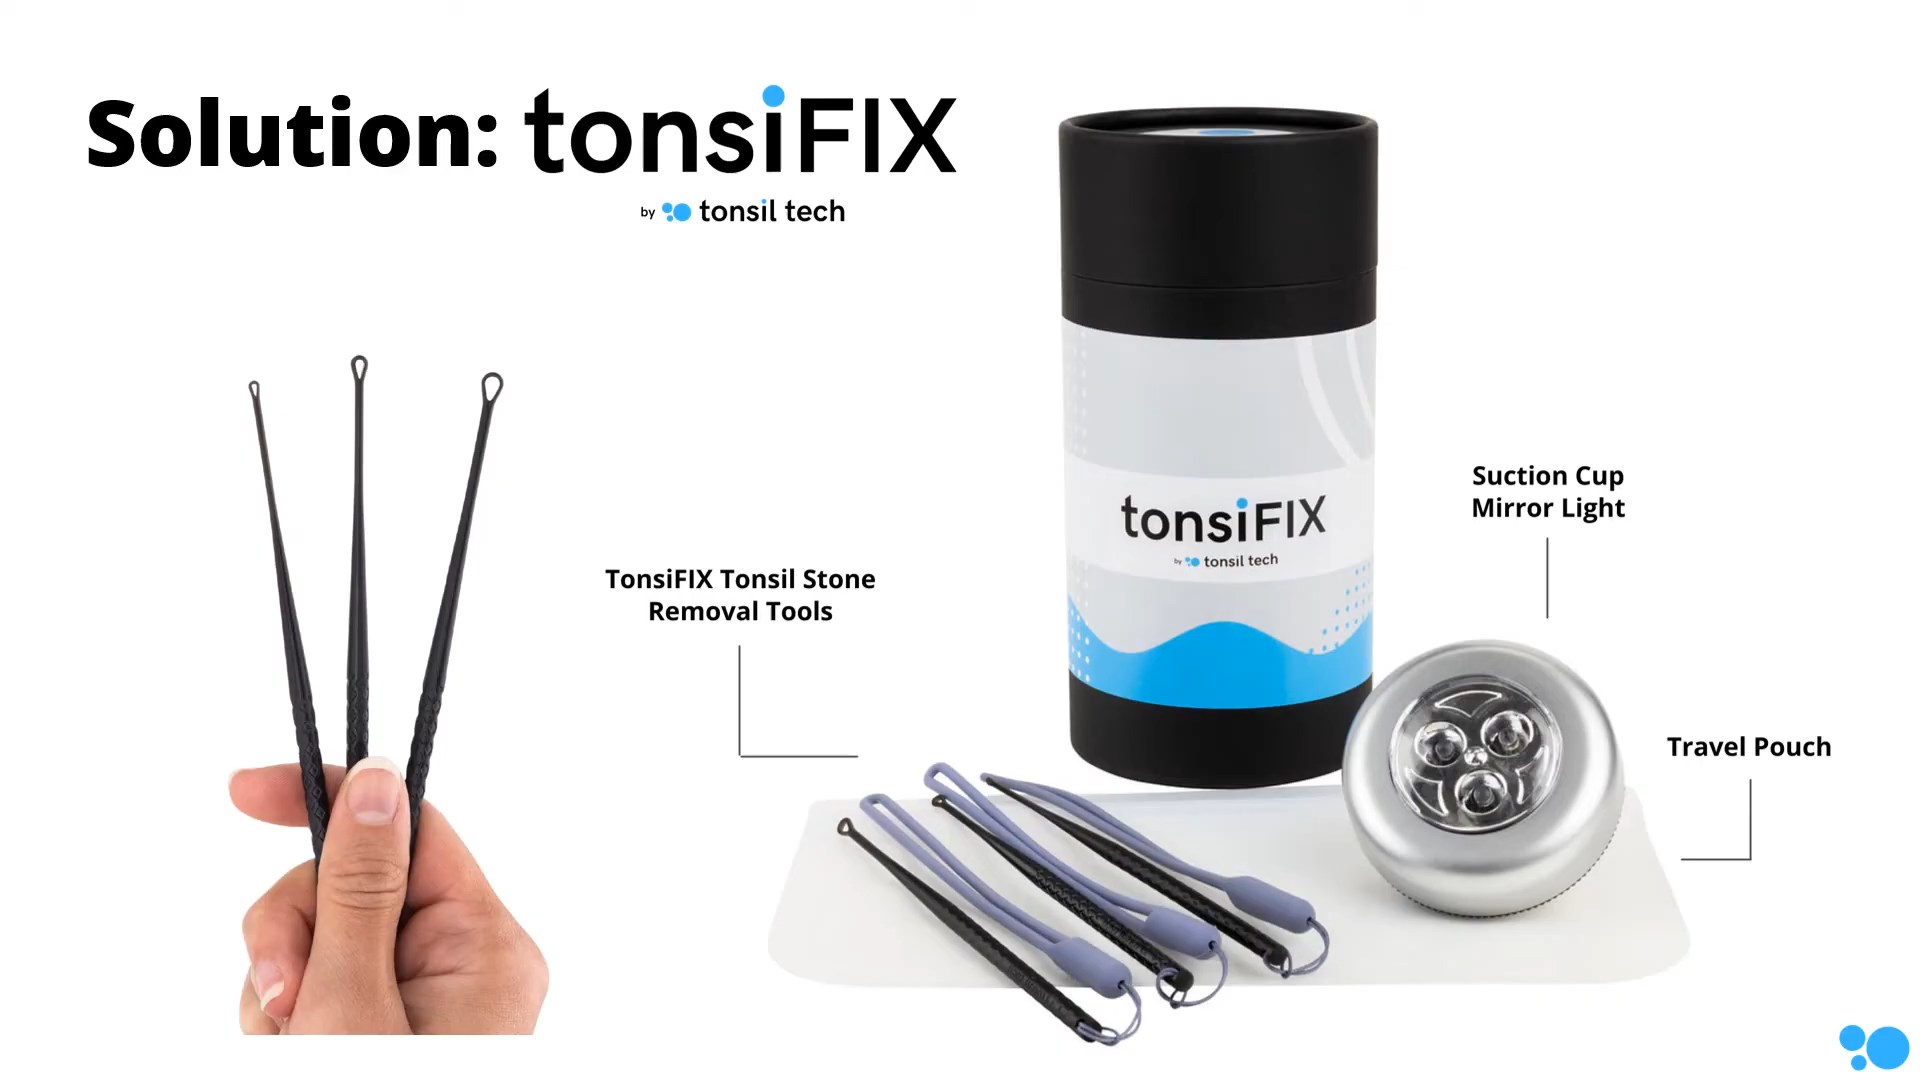 Solution: tonsiFIX
by tonsil tech
tonsiFIX
by tonsil tech
TonsiFIX Tonsil Stone
Removal Tools
Suction Cup
Mirror Light
Travel Pouch